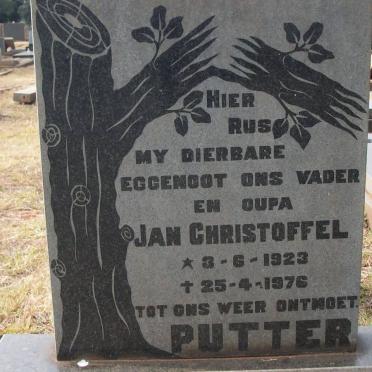 HIER
RUS
MY DIERBARE
EGGENOOT ONS VADER
EN OUPA
JAN CHRISTOFFEL
* 3-6-1923
† 25-4-1976
TOT ONS WEER ONTMOET.
PUTTER